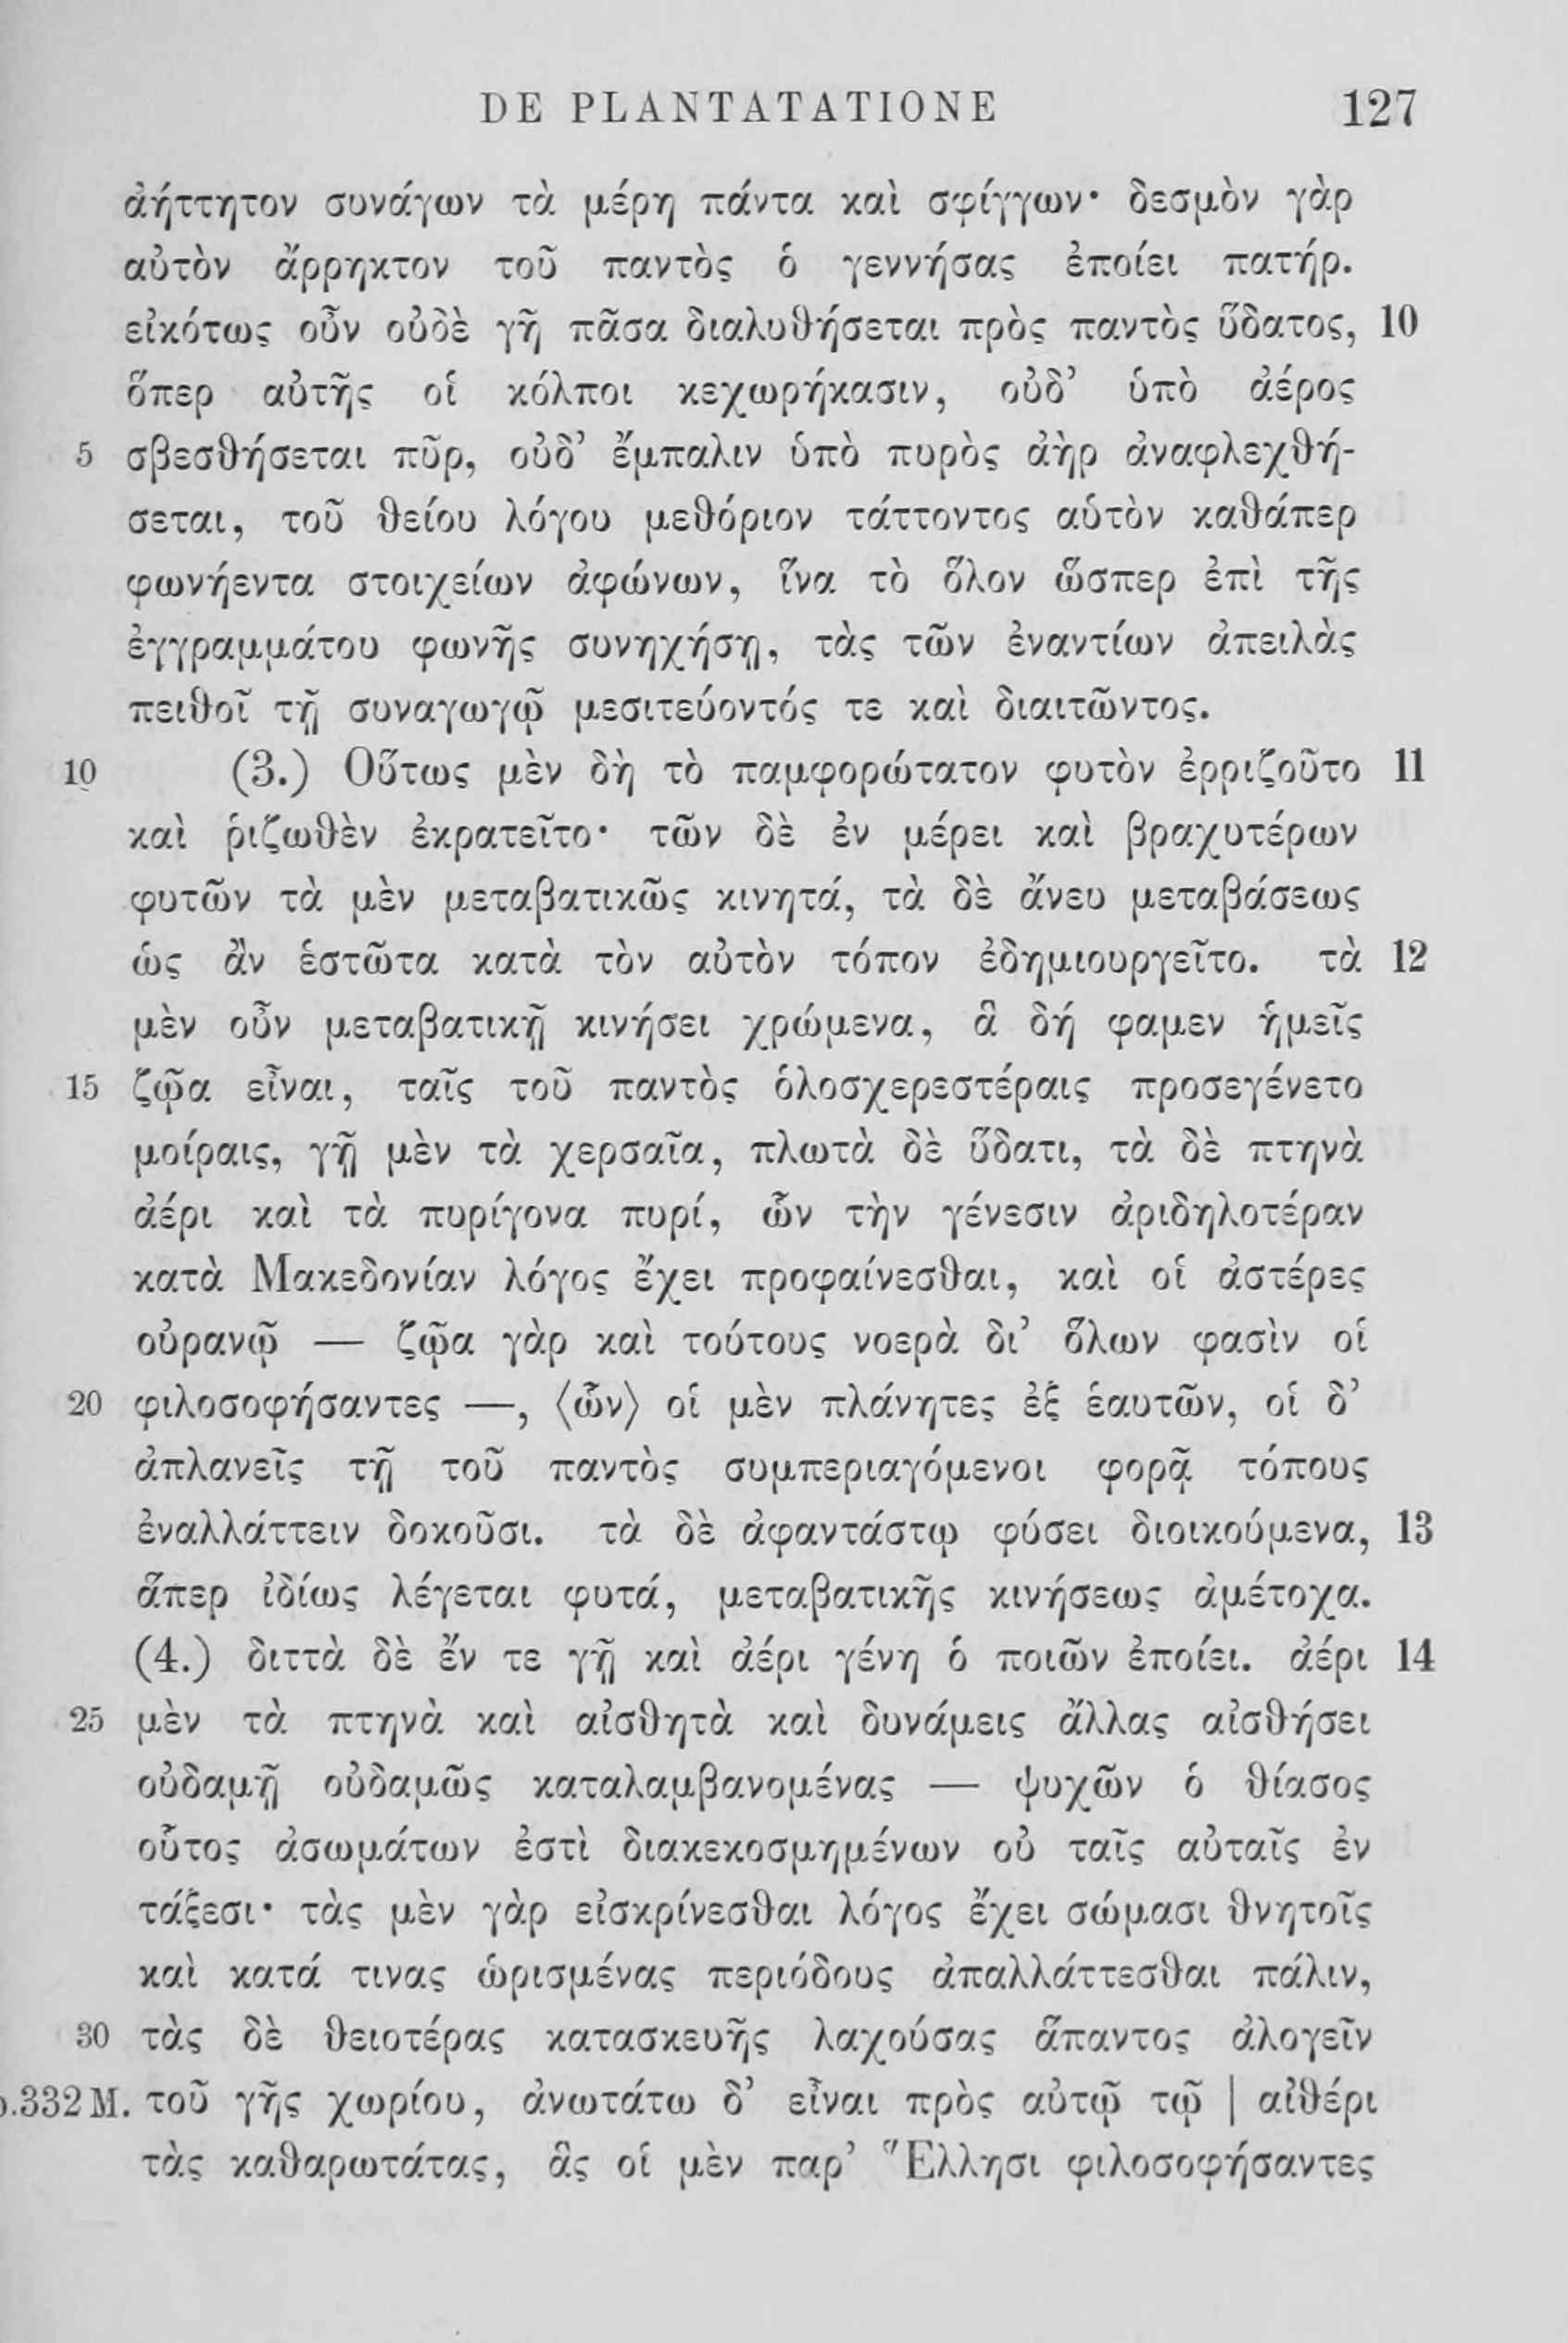 DE PLANTATATIONE 127
ἀήττητον συνάγων τὰ μέρη πάντα καὶ σφίγγων· δεσμὸν γὰρ
αὐτὸν ἄρρηκτον τοῦ παντὸς ὁ γεννήσας ἐποίει πατήρ.
εἰκότως οὖν οὐδὲ γῆ πᾶσα διαλυθήσεται πρὸς παντὸς ὕδατος, 10
ὅπερ αὐτῆς οἱ κόλποι κεχωρήκασιν, οὐδ’ ὑπὸ ἀέρος
5 σβεσθήσεται πῦρ, οὐδ’ ἔμπαλιν ὑπὸ πυρὸς ἀὴρ ἀναφλεχθή-
σεται, τοῦ θείου λόγου μεθόριον τάττοντος αὑτὸν καθάπερ
φωνήεντα στοιχείων ἀφώνων, ἵνα τὸ ὅλον ὥσπερ ἐπὶ τῆς
ἐγγραμμάτου φωνῆς συνηχήσῃ, τὰς τῶν ἐναντίων ἀπειλὰς
πειθοῖ τῇ συναγωγῷ μεσιτεύοντός τε καὶ διαιτῶντος.
10 (3.) Οὕτως μὲν δὴ τὸ παμφορώτατον φυτὸν ἐρριζοῦτο 11
καὶ ῥιζωθὲν ἐκρατεῖτο· τῶν δὲ ἐν μέρει καὶ βραχυτέρων
φυτῶν τὰ μὲν μεταβατικῶς κινητά, τὰ δὲ ἄνευ μεταβάσεως
ὡς ἂν ἑστῶτα κατὰ τὸν αὐτὸν τόπον ἐδημιουργεῖτο. τὰ 12
μὲν οὖν μεταβατικῇ κινήσει χρώμενα, ἃ δή φαμεν ἡμεῖς
15 ζῷα εἶναι, ταῖς τοῦ παντὸς ὁλοσχερεστέραις προσεγένετο
μοίραις, γῇ μὲν τὰ χερσαῖα, πλωτὰ δὲ ὕδατι, τὰ δὲ πτηνὰ
ἀέρι καὶ τὰ πυρίγονα πυρί, ὧν τὴν γένεσιν ἀριδηλοτέραν
κατὰ Μακεδονίαν λόγος ἔχει προφαίνεσθαι, καὶ οἱ ἀστέρες
οὐρανῷ — ζῷα γὰρ καὶ τούτους νοερὰ δι’ ὅλων φασὶν οἱ
20 φιλοσοφήσαντες —, ⟨ὧν⟩ οἱ μὲν πλάνητες ἐξ ἑαυτῶν, οἱ δ’
ἀπλανεῖς τῇ τοῦ παντὸς συμπεριαγόμενοι φορᾷ τόπους
ἐναλλάττειν δοκοῦσι. τὰ δὲ ἀφαντάστῳ φύσει διοικούμενα, 13
ἅπερ ἰδίως λέγεται φυτά, μεταβατικῆς κινήσεως ἀμέτοχα.
(4.) διττὰ δὲ ἔν τε γῇ καὶ ἀέρι γένη ὁ ποιῶν ἐποίει. ἀέρι 14
25 μὲν τὰ πτηνὰ καὶ αἰσθητὰ καὶ δυνάμεις ἄλλας αἰσθήσει
οὐδαμῇ οὐδαμῶς καταλαμβανομένας — ψυχῶν ὁ θίασος
οὗτος ἀσωμάτων ἐστὶ διακεκοσμημένων οὐ ταῖς αὐταῖς ἐν
τάξεσι· τὰς μὲν γὰρ εἰσκρίνεσθαι λόγος ἔχει σώμασι θνητοῖς
καὶ κατά τινας ὡρισμένας περιόδους ἀπαλλάττεσθαι πάλιν,
30 τὰς δὲ θειοτέρας κατασκευῆς λαχούσας ἅπαντος ἀλογεῖν
p.332 M. τοῦ γῆς χωρίου, ἀνωτάτω δ’ εἶναι πρὸς αὐτῷ τῷ | αἰθέρι
τὰς καθαρωτάτας, ἃς οἱ μὲν παρ’ Ἕλλησι φιλοσοφήσαντες